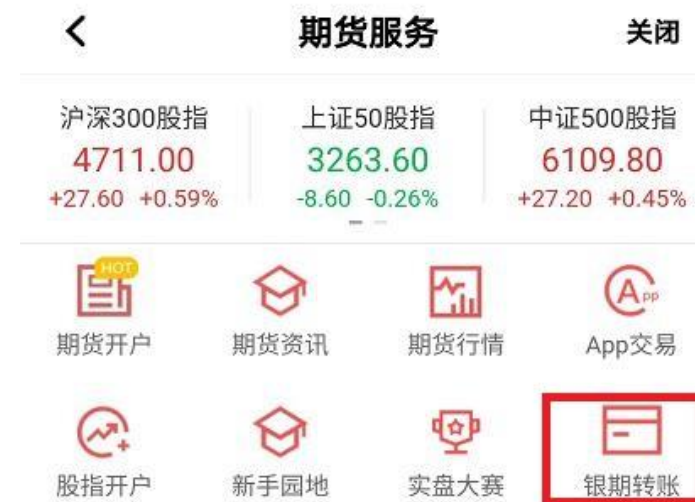 期货服务 关闭
沪深300股指 上证50股指 中证500股指
4711.00 3263.60 6109.80
+27.60 +0.59% -8.60 -0.26% +27.20 +0.45%
HOT
App
期货开户 期货资讯 期货行情 App交易
股指开户 新手园地 实盘大赛 银期转账